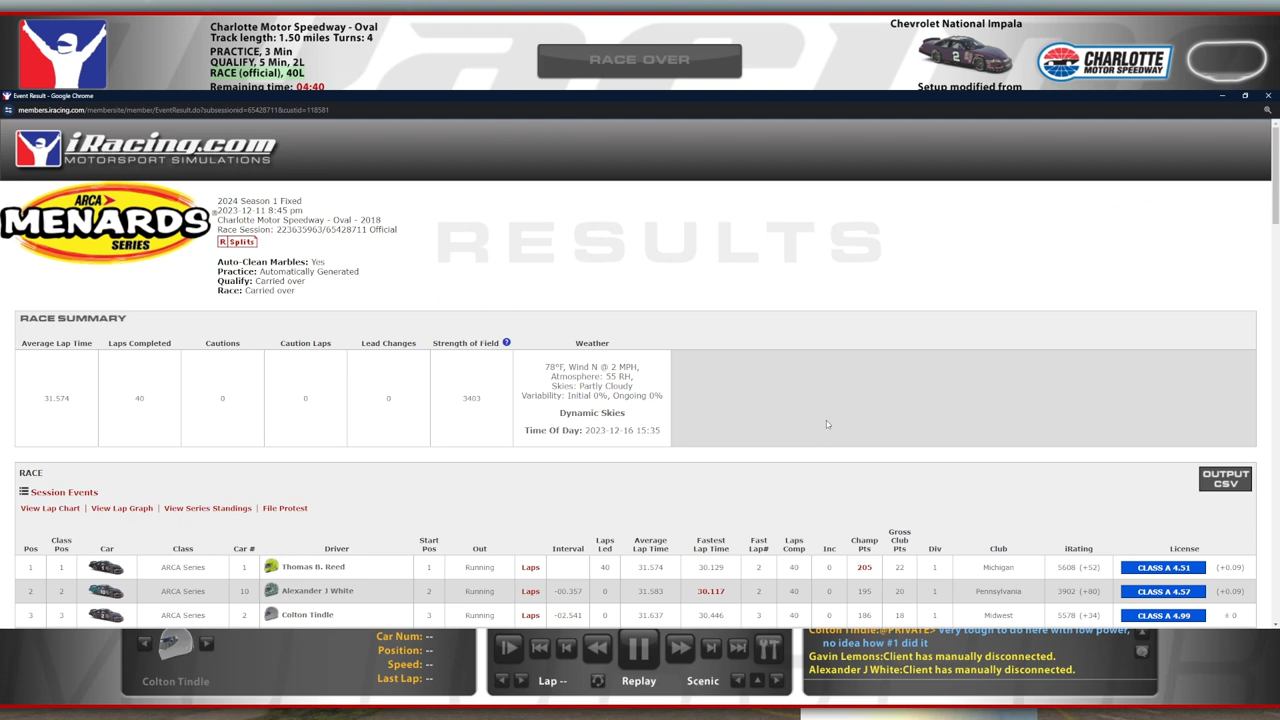 Charlotte Motor Speedway - Oval
Track length: 1.50 miles Turns: 4
PRACTICE, 3 Min
QUALIFY, 5 Min, 2L
RACE (official), 40L
Remaining time: 04:40
RACE OVER
Chevrolet National Impala
CHARLOTTE
MOTOR SPEEDWAY
Setup modified from
Event Result - Google Chrome
members.iracing.com/membersite/member/EventResult.do?subsessionid=65428711&custid=118581
iRacing.com
MOTORSPORT SIMULATIONS
ARCA
MENARDS
SERIES
2024 Season 1 Fixed
2023-12-11 8:45 pm
Charlotte Motor Speedway - Oval - 2018
Race Session: 223635963/65428711 Official
R Splits
Auto-Clean Marbles: Yes
Practice: Automatically Generated
Qualify: Carried over
Race: Carried over
RESULTS
RACE SUMMARY
Average Lap Time Laps Completed Cautions Caution Laps Lead Changes Strength of Field ? Weather
31.574 40 0 0 0 3403
78°F, Wind N @ 2 MPH,
Atmosphere: 55 RH,
Skies: Partly Cloudy
Variability: Initial 0%, Ongoing 0%
Dynamic Skies
Time Of Day: 2023-12-16 15:35
RACE
OUTPUT
CSV
Session Events
View Lap Chart | View Lap Graph | View Series Standings | File Protest
Pos Class Pos Car Class Car # Driver Start Pos Out Interval Laps Led Average Lap Time Fastest Lap Time Fast Lap# Laps Comp Inc Champ Pts Gross Club Pts Div Club iRating License
1 1 ARCA Series 1 Thomas B. Reed 1 Running Laps 40 31.574 30.129 2 40 0 205 22 1 Michigan 5608 (+52) CLASS A 4.51 (+0.09)
2 2 ARCA Series 10 Alexander J White 2 Running Laps -00.357 0 31.583 30.117 2 40 0 195 20 1 Pennsylvania 3902 (+80) CLASS A 4.57 (+0.09)
3 3 ARCA Series 2 Colton Tindle 3 Running Laps -01.637 0 31.637 30.446 3 40 0 186 18 1 Midwest 5578 (+34) CLASS A 4.99 ± 0
Colton Tindle
Car Num: --
Position: --
Speed: --
Last Lap: --
Lap -- Replay Scenic
Colton Tindle:@PRIVATE> Very tough to do here with low power,
no idea how #1 did it
Gavin Lemons:Client has manually disconnected.
Alexander J White:Client has manually disconnected.